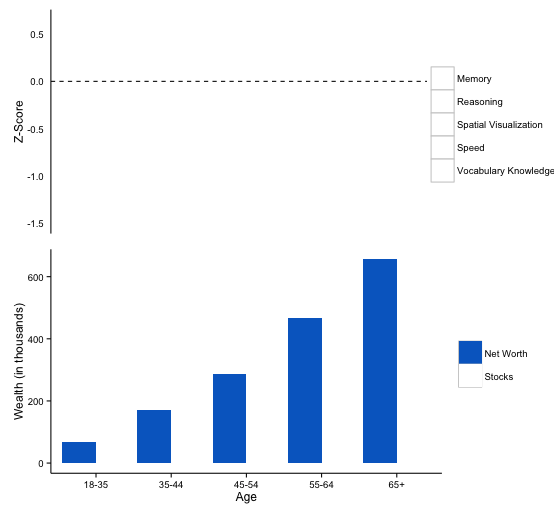 Z-Score
0.5
0.0
-0.5
-1.0
-1.5
Memory
Reasoning
Spatial Visualization
Speed
Vocabulary Knowledge
Wealth (in thousands)
600
400
200
0
Net Worth
Stocks
18-35 35-44 45-54 55-64 65+
Age